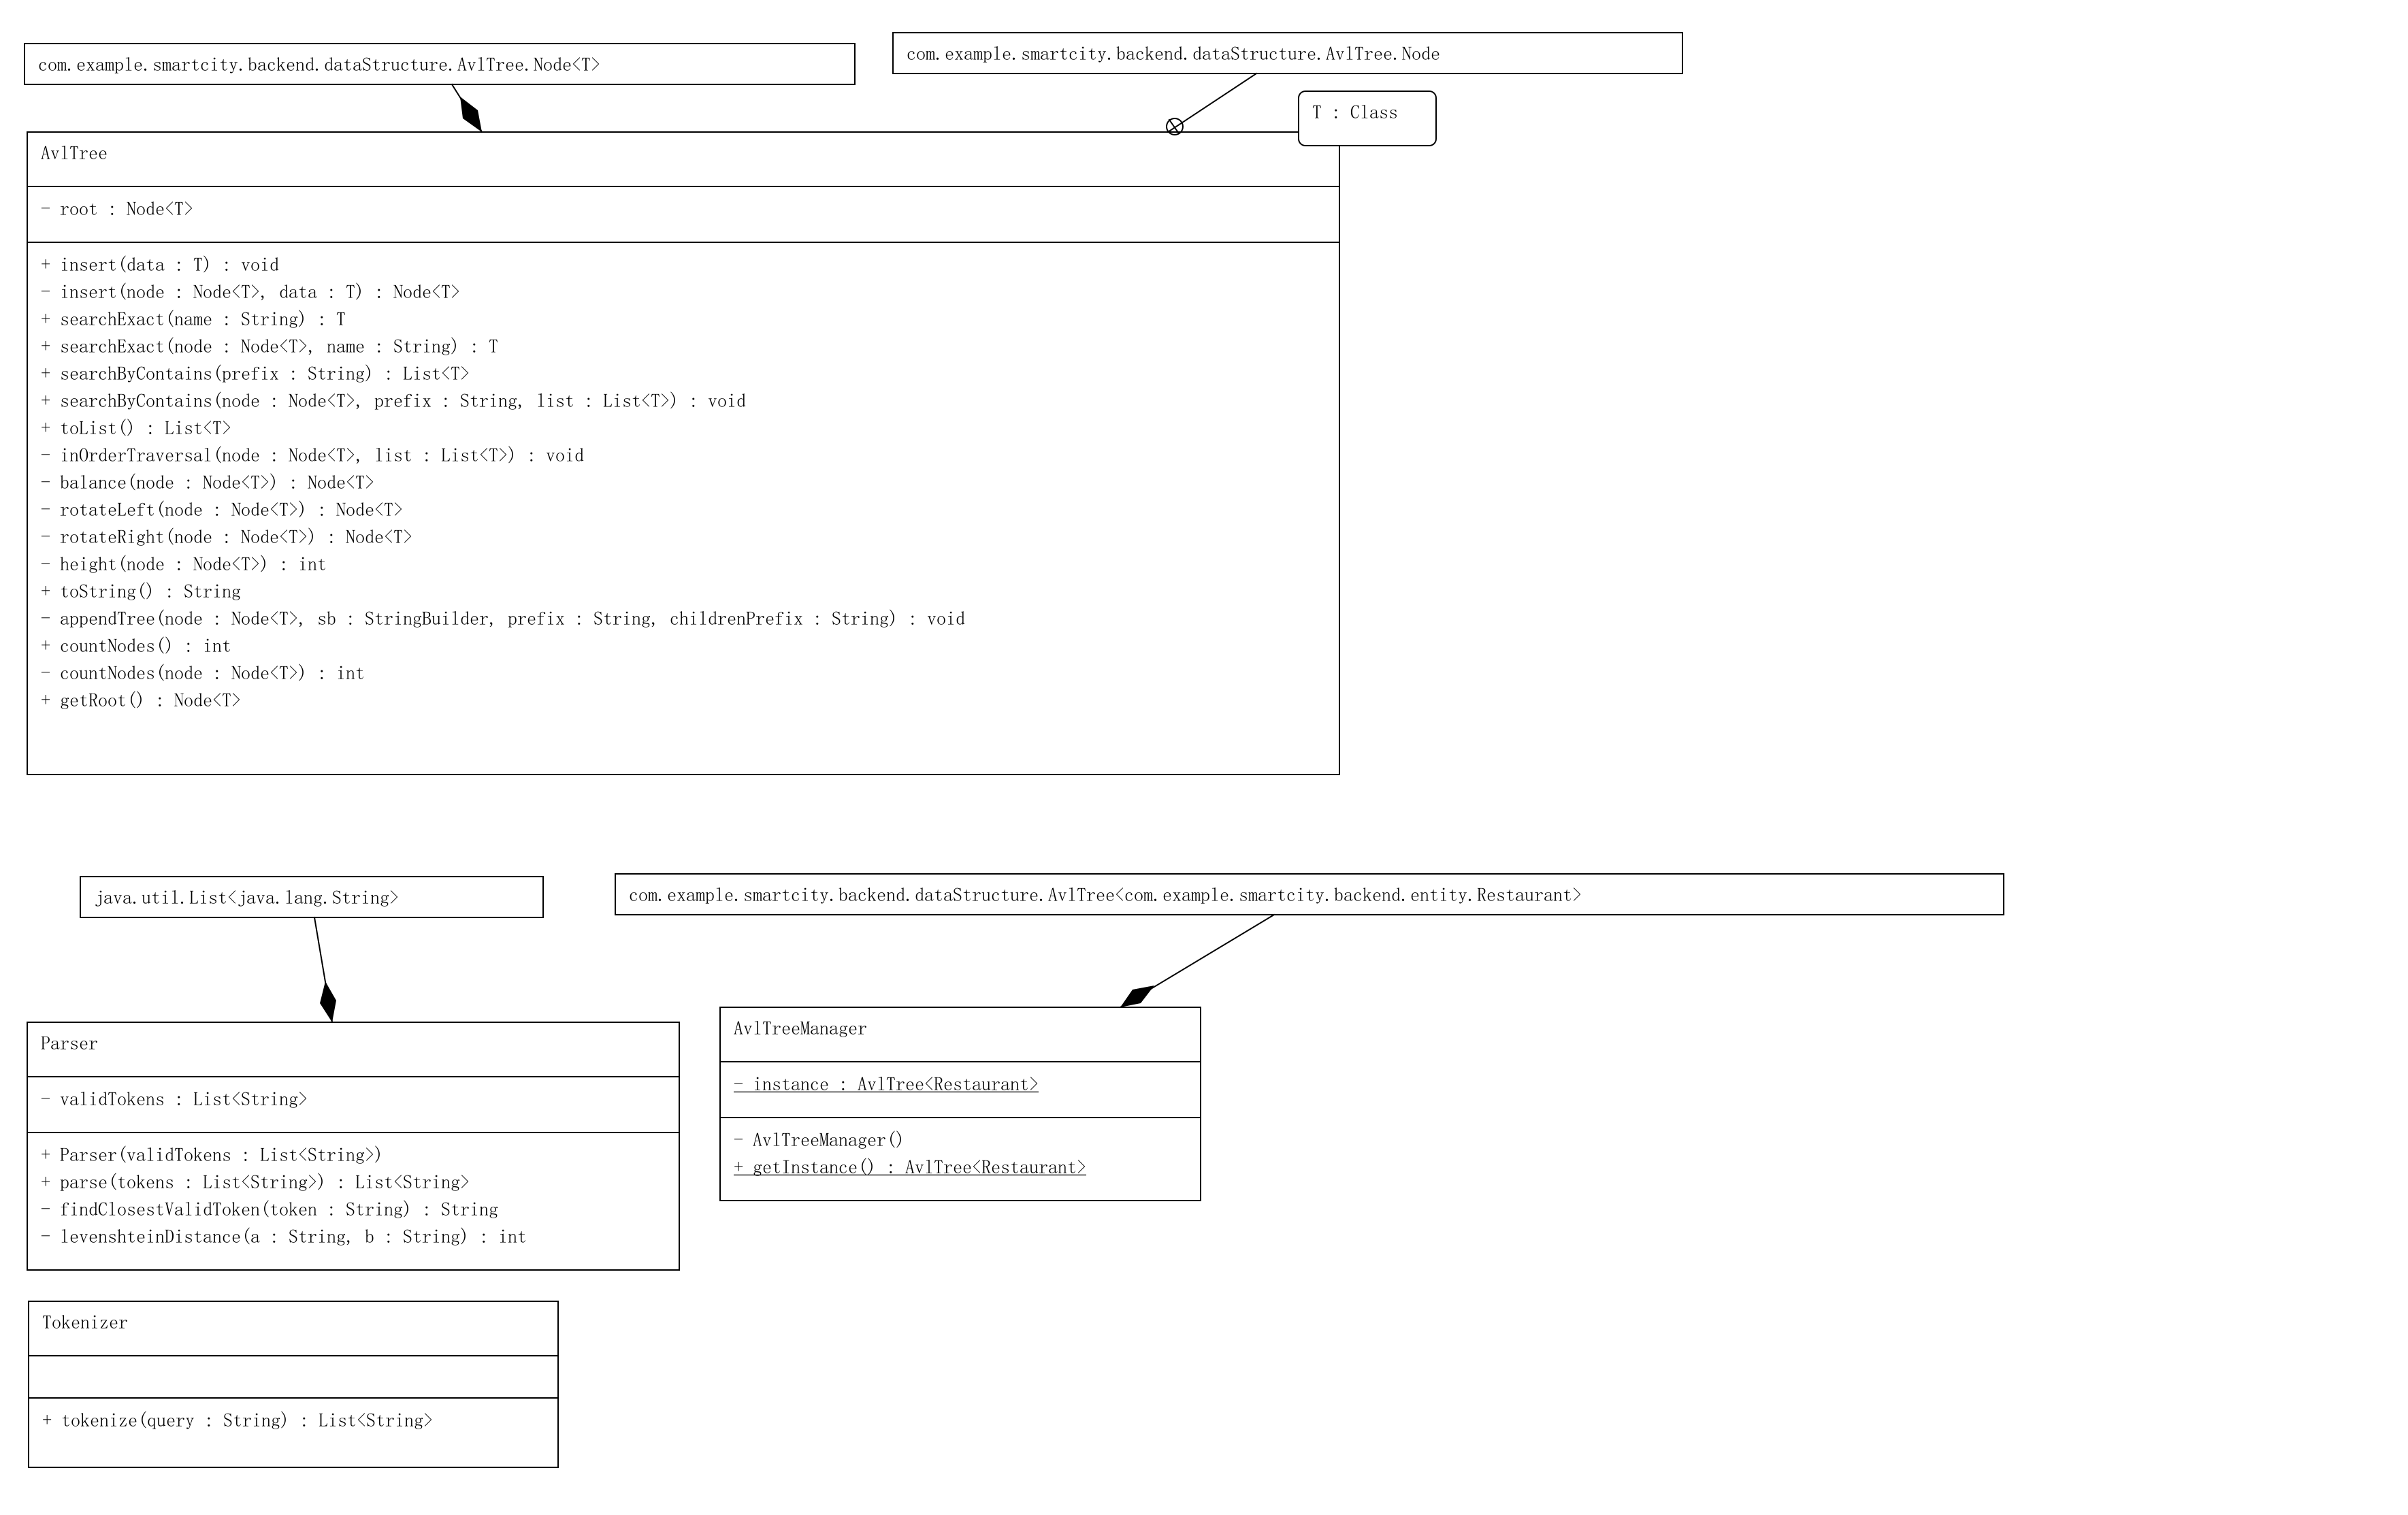 com.example.smartcity.backend.dataStructure.AvlTree.Node<T>
com.example.smartcity.backend.dataStructure.AvlTree.Node
T : Class
AvlTree
- root : Node<T>
+ insert(data : T) : void
- insert(node : Node<T>, data : T) : Node<T>
+ searchExact(name : String) : T
+ searchExact(node : Node<T>, name : String) : T
+ searchByContains(prefix : String) : List<T>
+ searchByContains(node : Node<T>, prefix : String, list : List<T>) : void
+ toList() : List<T>
- inOrderTraversal(node : Node<T>, list : List<T>) : void
- balance(node : Node<T>) : Node<T>
- rotateLeft(node : Node<T>) : Node<T>
- rotateRight(node : Node<T>) : Node<T>
- height(node : Node<T>) : int
+ toString() : String
- appendTree(node : Node<T>, sb : StringBuilder, prefix : String, childrenPrefix : String) : void
+ countNodes() : int
- countNodes(node : Node<T>) : int
+ getRoot() : Node<T>
java.util.List<java.lang.String>
com.example.smartcity.backend.dataStructure.AvlTree<com.example.smartcity.backend.entity.Restaurant>
Parser
- validTokens : List<String>
+ Parser(validTokens : List<String>)
+ parse(tokens : List<String>) : List<String>
- findClosestValidToken(token : String) : String
- levenshteinDistance(a : String, b : String) : int
AvlTreeManager
- instance : AvlTree<Restaurant>
- AvlTreeManager()
+ getInstance() : AvlTree<Restaurant>
Tokenizer
+ tokenize(query : String) : List<String>